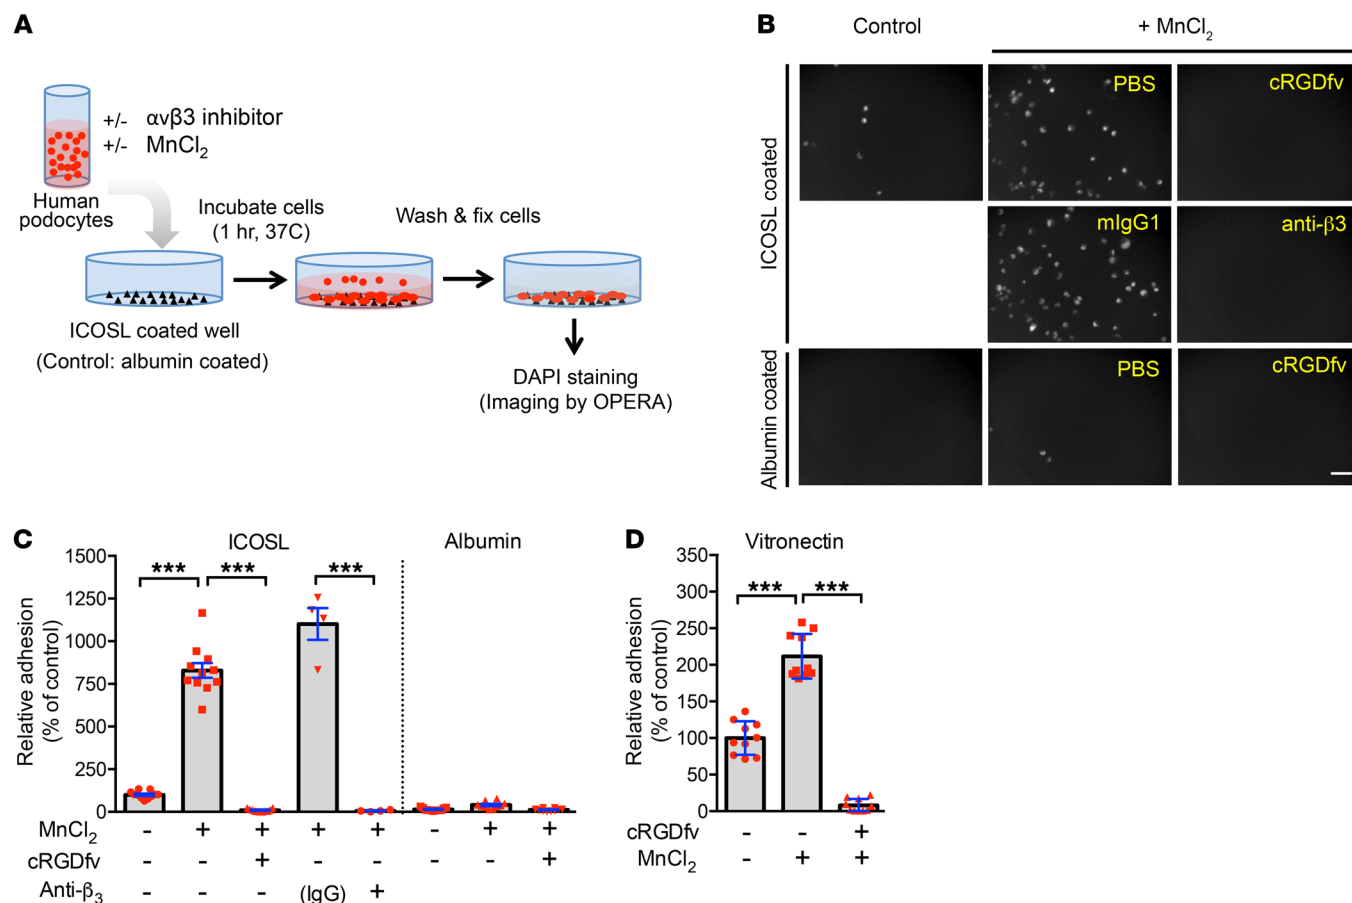 A
+/- αvβ3 inhibitor
+/- MnCl2
Human
podocytes
Incubate cells
(1 hr, 37C)
Wash & fix cells
ICOSL coated well
(Control: albumin coated)
DAPI staining
(Imaging by OPERA)
B
Control
+ MnCl2
ICOSL coated
PBS
cRGDfv
mIgG1
anti-β3
Albumin coated
PBS
cRGDfv
C
ICOSL
Albumin
Relative adhesion
(% of control)
1500
1250
1000
750
500
250
0
*** *** ***
MnCl2 - + + + + - + +
cRGDfv - - + - - - - +
Anti-β3 - - - (IgG) + - - -
D
Vitronectin
Relative adhesion
(% of control)
350
300
250
200
150
100
50
0
*** ***
cRGDfv - - +
MnCl2 - + +